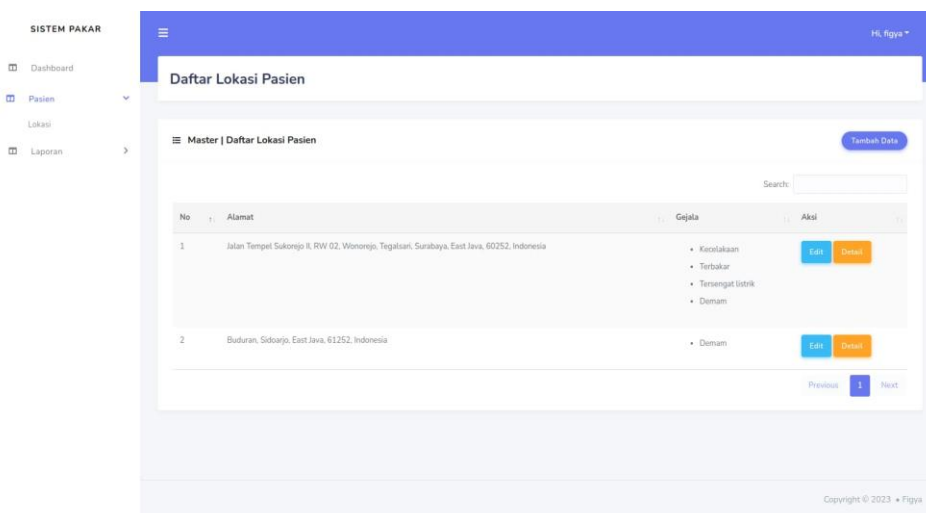 SISTEM PAKAR
Hi, figya
Dashboard
Pasien
Lokasi
Laporan
Daftar Lokasi Pasien
Master | Daftar Lokasi Pasien
Tambah Data
Search:
No Alamat Gejala Aksi
1 Jalan Tempel Sukorejo II, RW 02, Wonorejo, Tegalsari, Surabaya, East Java, 60252, Indonesia
• Kecelakaan
Edit Detail
• Terbakar
• Tersengat listrik
• Demam
2 Buduran, Sidoarjo, East Java, 61252, Indonesia
• Demam
Edit Detail
Previous 1 Next
Copyright © 2023 • Figya